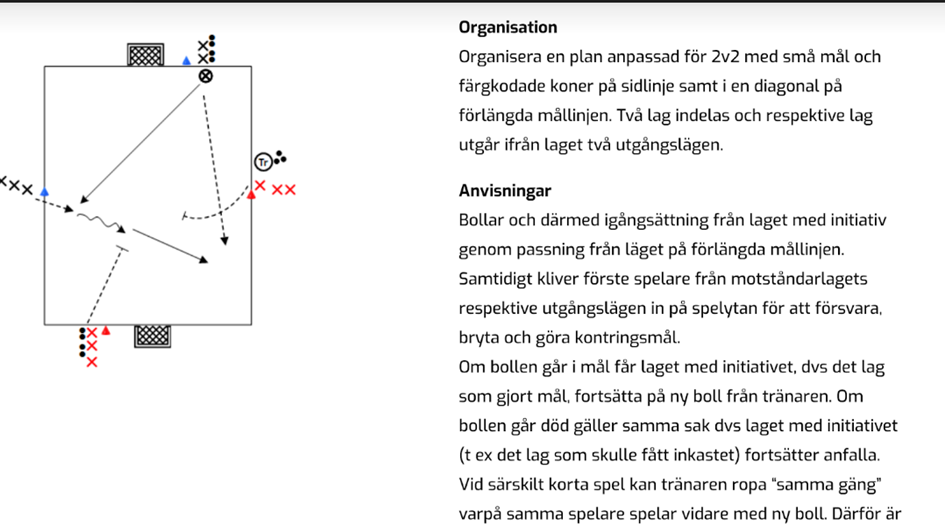 Organisation
Organisera en plan anpassad för 2v2 med små mål och
färgkodade koner på sidlinje samt i en diagonal på
förlängda mållinjen. Två lag indelas och respektive lag
utgår ifrån laget två utgångslägen.
Tr
Anvisningar
Bollar och därmed igångsättning från laget med initiativ
genom passning från läget på förlängda mållinjen.
Samtidigt kliver förste spelare från motståndarlagets
respektive utgångslägen in på spelytan för att försvara,
bryta och göra kontringsmål.
Om bollen går i mål får laget med initiativet, dvs det lag
som gjort mål, fortsätta på ny boll från tränaren. Om
bollen går död gäller samma sak dvs laget med initiativet
(t ex det lag som skulle fått inkastet) fortsätter anfalla.
Vid särskilt korta spel kan tränaren ropa “samma gäng”
varpå samma spelare spelar vidare med ny boll. Därför är